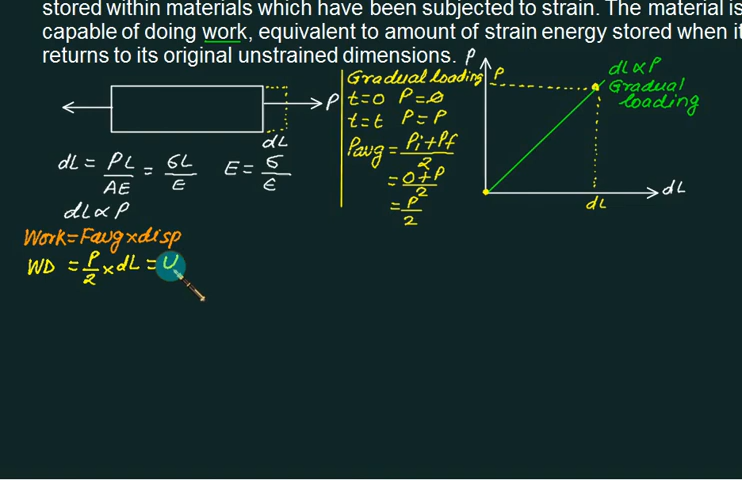 stored within materials which have been subjected to strain. The material is
capable of doing work, equivalent to amount of strain energy stored when it
returns to its original unstrained dimensions.
P
Gradual loading
t=0 P=0
t=t P=P
Pavg = Pi+Pf/2
= 0+P/2
= P/2
P
dL∝P
Gradual
loading
dL
dL
P
dL
dL = PL/AE = σL/E E = σ/ϵ
dL∝P
Work=Favg×disp
WD = P/2 × dL = U